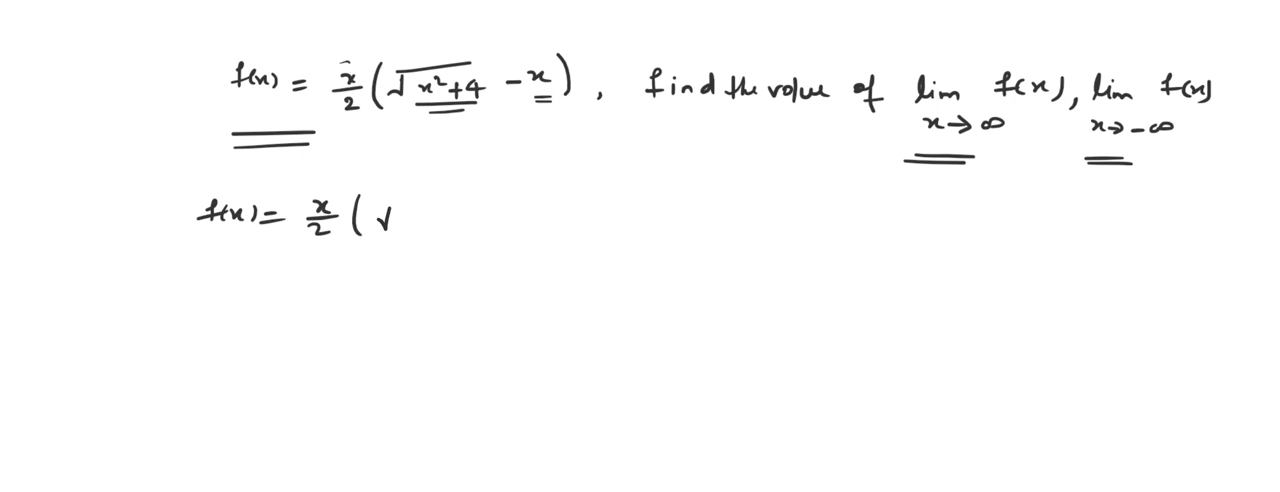 f(x) = x/2 (√(x²+4) - x), find the value of lim x→∞ f(x), lim x→-∞ f(x)
f(x) = x/2 ( √